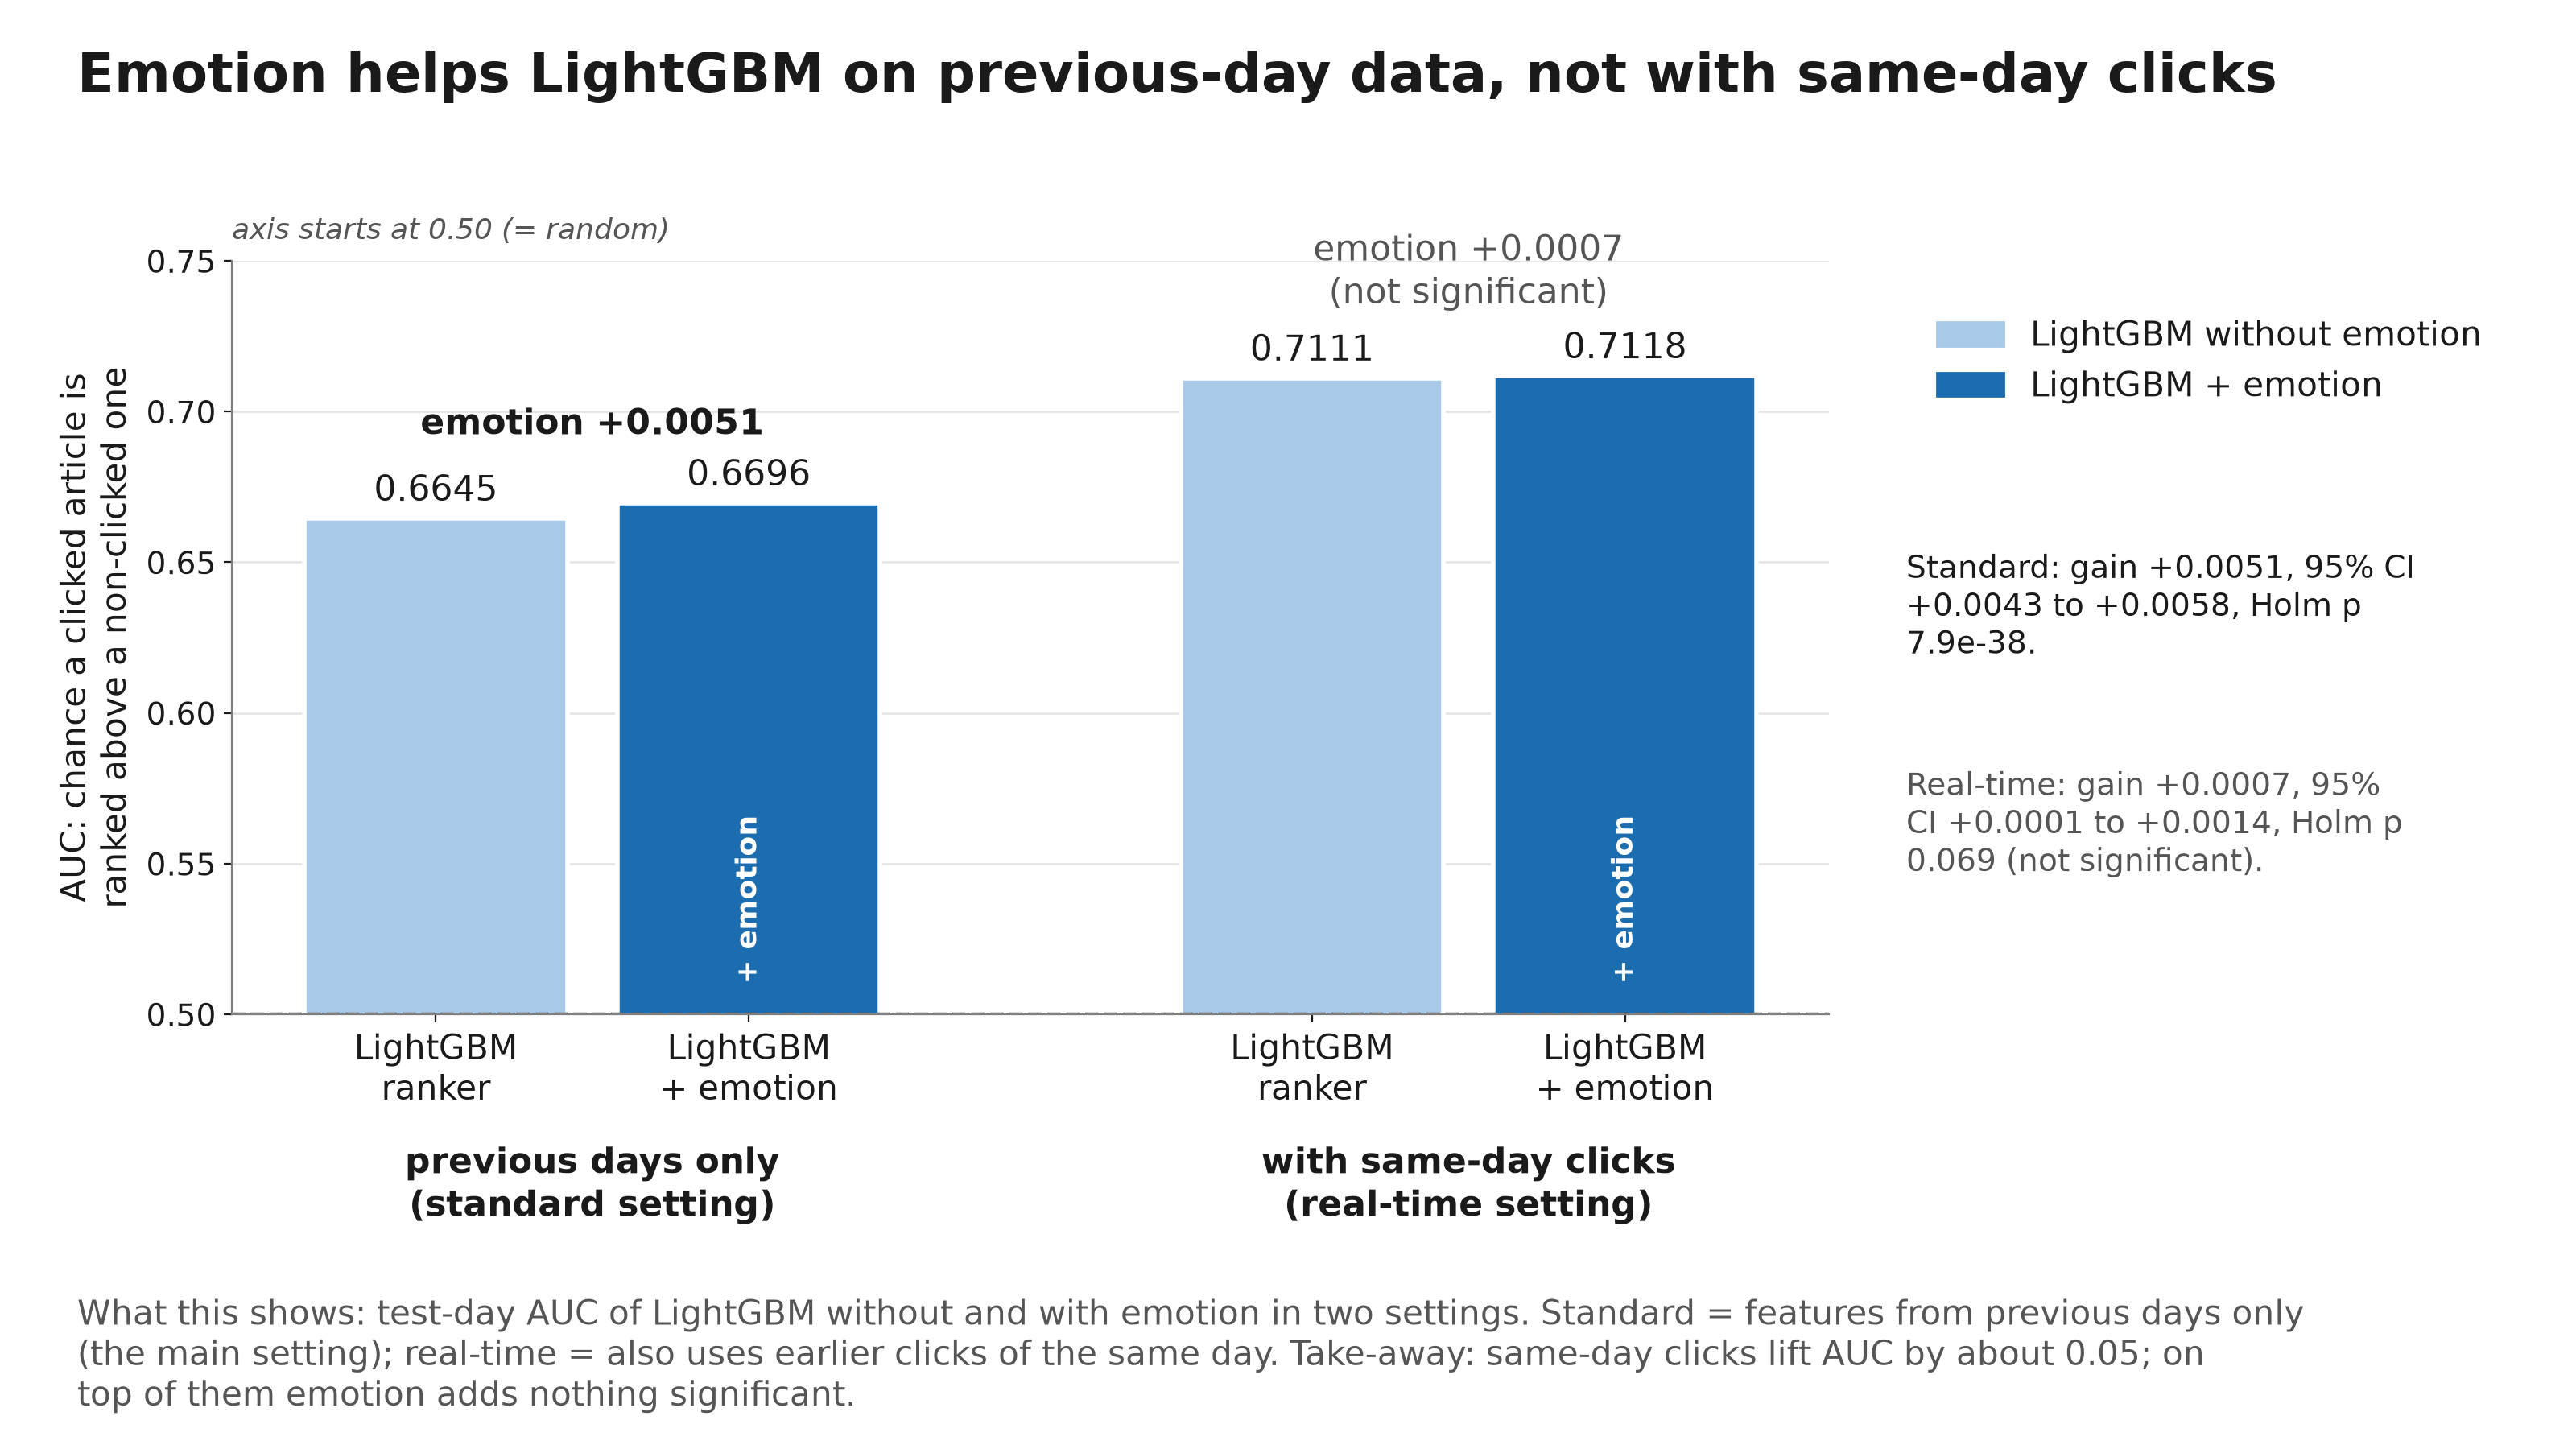 Emotion helps LightGBM on previous-day data, not with same-day clicks
axis starts at 0.50 (= random)
AUC: chance a clicked article is
ranked above a non-clicked one
0.75
0.70
0.65
0.60
0.55
0.50
emotion +0.0051
0.6645
0.6696
+ emotion
emotion +0.0007
(not significant)
0.7111
0.7118
+ emotion
LightGBM
ranker
LightGBM
+ emotion
LightGBM
ranker
LightGBM
+ emotion
previous days only
(standard setting)
with same-day clicks
(real-time setting)
LightGBM without emotion
LightGBM + emotion
Standard: gain +0.0051, 95% CI
+0.0043 to +0.0058, Holm p
7.9e-38.
Real-time: gain +0.0007, 95%
CI +0.0001 to +0.0014, Holm p
0.069 (not significant).
What this shows: test-day AUC of LightGBM without and with emotion in two settings. Standard = features from previous days only
(the main setting); real-time = also uses earlier clicks of the same day. Take-away: same-day clicks lift AUC by about 0.05; on
top of them emotion adds nothing significant.